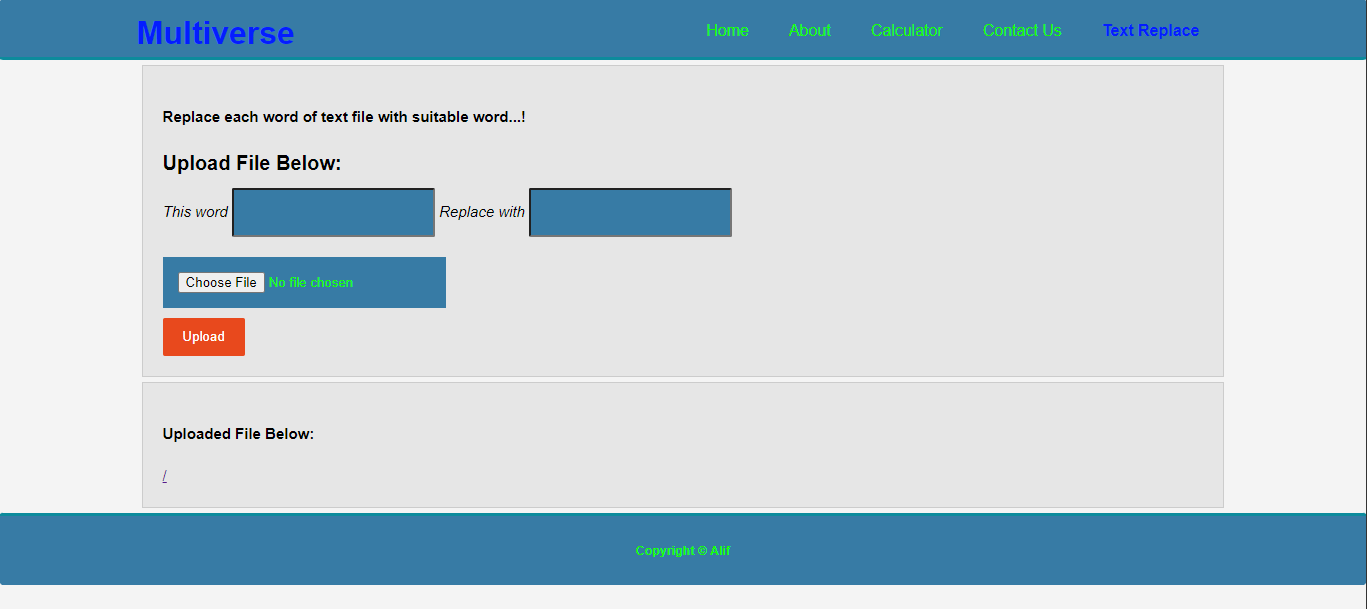 Multiverse Home About Calculator Contact Us Text Replace
Replace each word of text file with suitable word...!
Upload File Below:
This word Replace with
Choose File No file chosen
Upload
Uploaded File Below:
/
Copyright © Alif